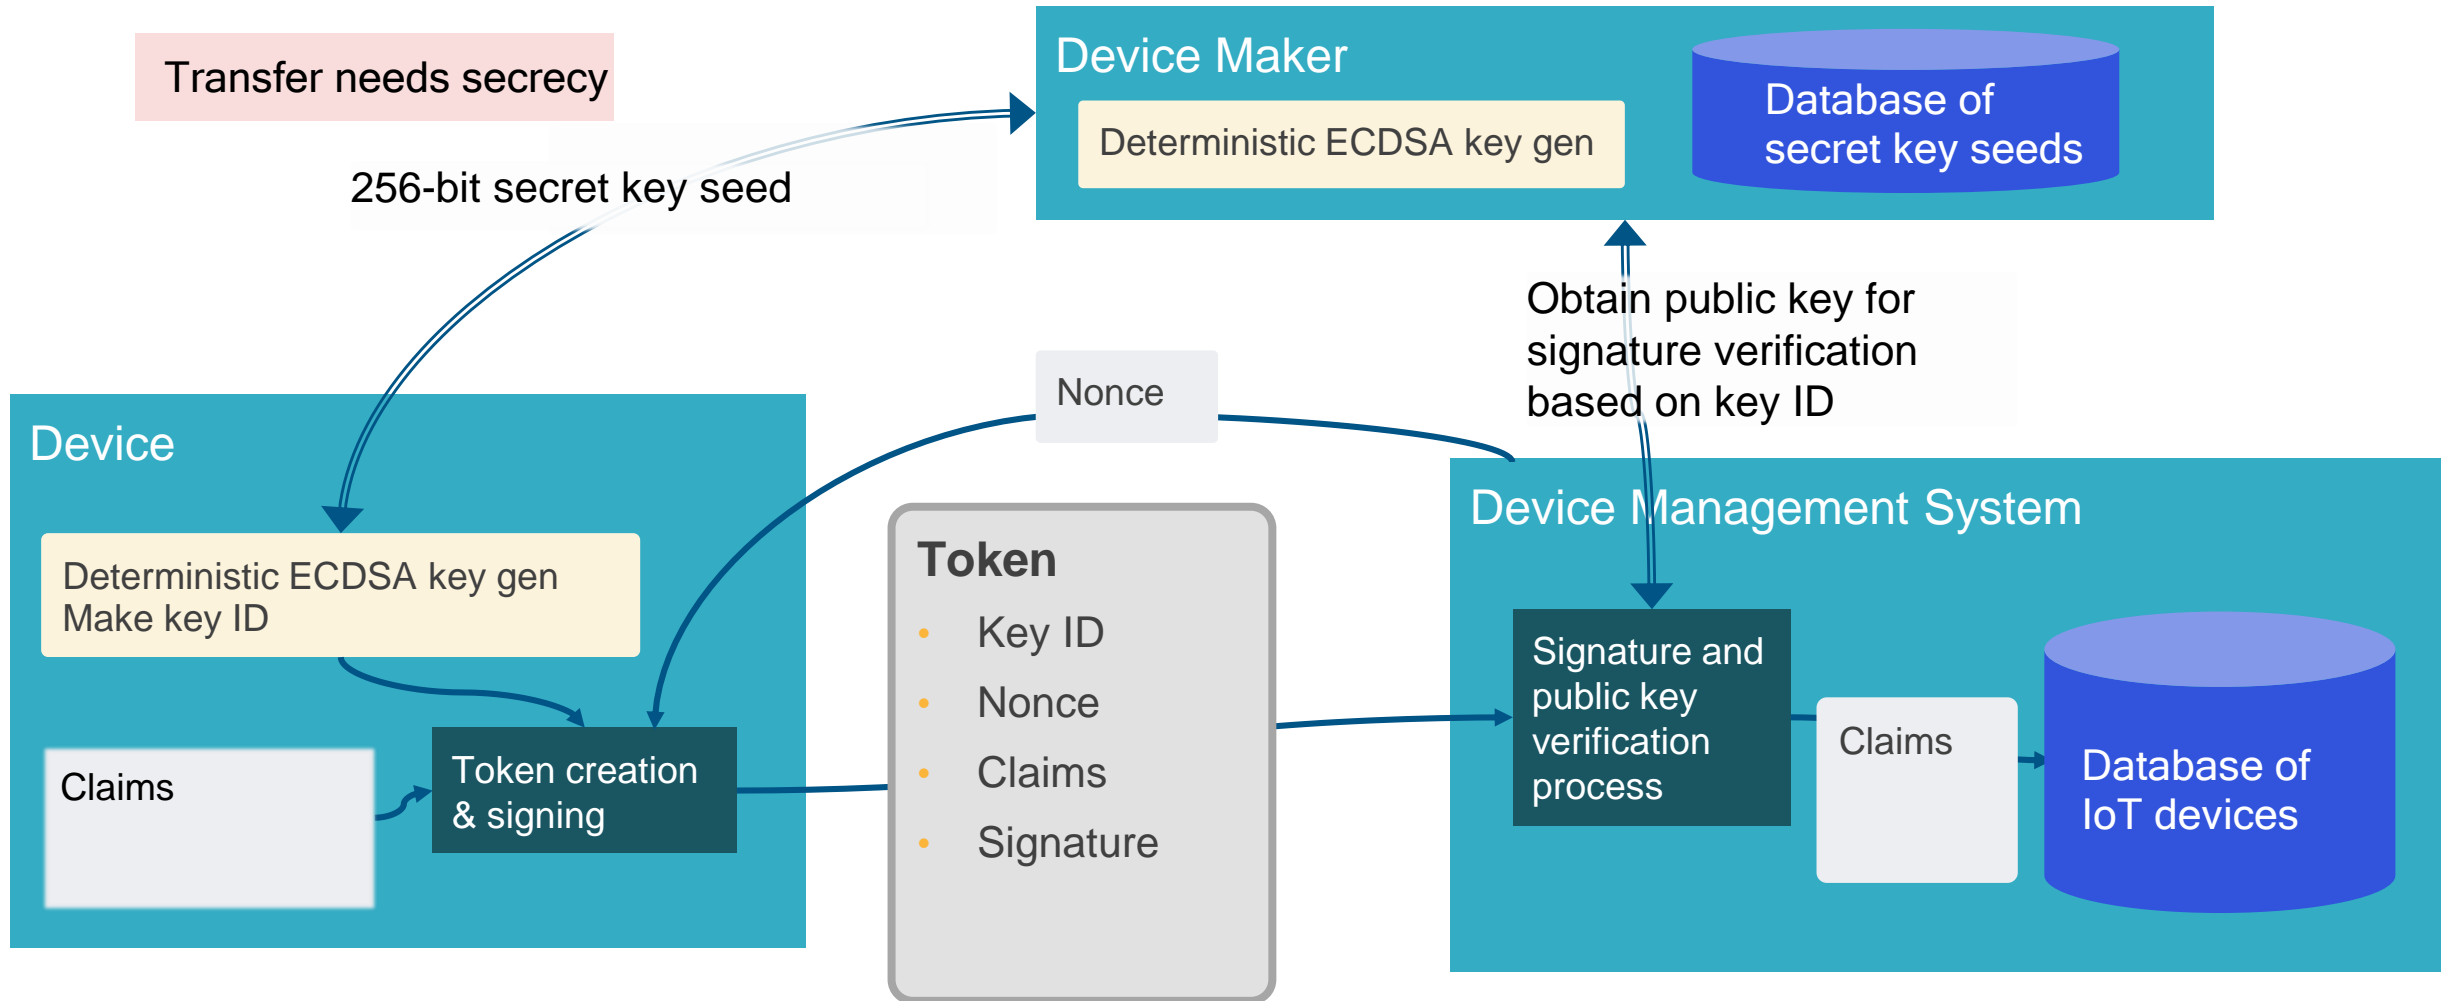 Transfer needs secrecy
256-bit secret key seed
Device Maker
Deterministic ECDSA key gen
Database of
secret key seeds
Obtain public key for
signature verification
based on key ID
Nonce
Device
Deterministic ECDSA key gen
Make key ID
Claims
Token creation
& signing
Token
• Key ID
• Nonce
• Claims
• Signature
Device Management System
Signature and
public key
verification
process
Claims
Database of
IoT devices